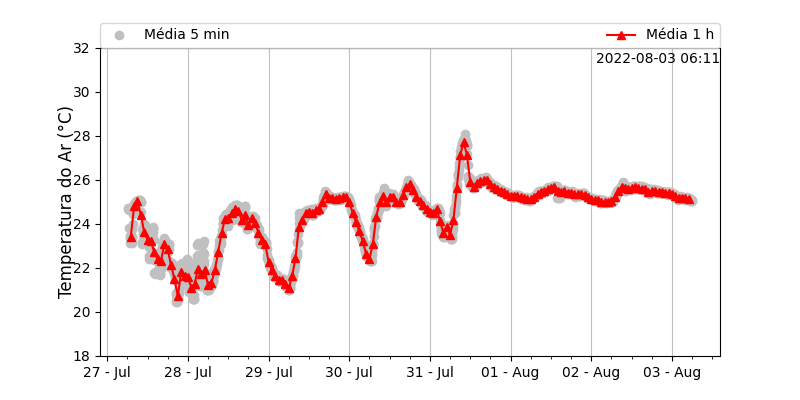 Média 5 min
Média 1 h
2022-08-03 06:11
Temperatura do Ar (°C)
32
30
28
26
24
22
20
18
27 - Jul
28 - Jul
29 - Jul
30 - Jul
31 - Jul
01 - Aug
02 - Aug
03 - Aug